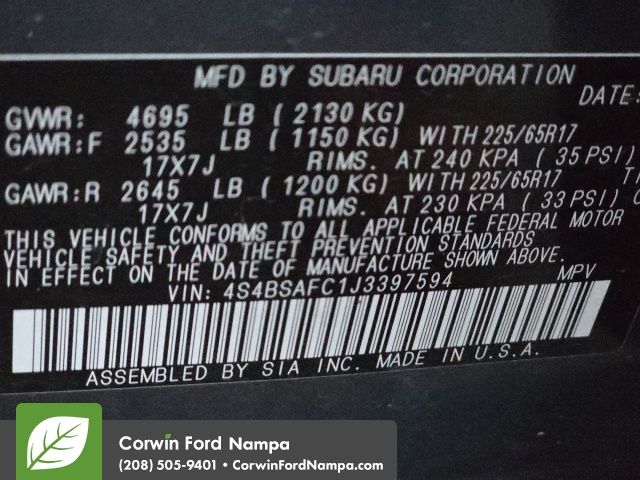 MFD BY SUBARU CORPORATION
DATE:
GVWR: 4695 LB ( 2130 KG)
GAWR:F 2535 LB ( 1150 KG) WITH 225/65R17
17X7J RIMS. AT 240 KPA ( 35 PSI)
GAWR:R 2645 LB ( 1200 KG) WITH 225/65R17
17X7J RIMS. AT 230 KPA ( 33 PSI)
THIS VEHICLE CONFORMS TO ALL APPLICABLE FEDERAL MOTOR
VEHICLE SAFETY AND THEFT PREVENTION STANDARDS
IN EFFECT ON THE DATE OF MANUFACTURE SHOWN ABOVE.
VIN: 4S4BSAFC1J3397594 MPV
ASSEMBLED BY SIA INC. MADE IN U.S.A.
Corwin Ford Nampa
(208) 505-9401 • CorwinFordNampa.com